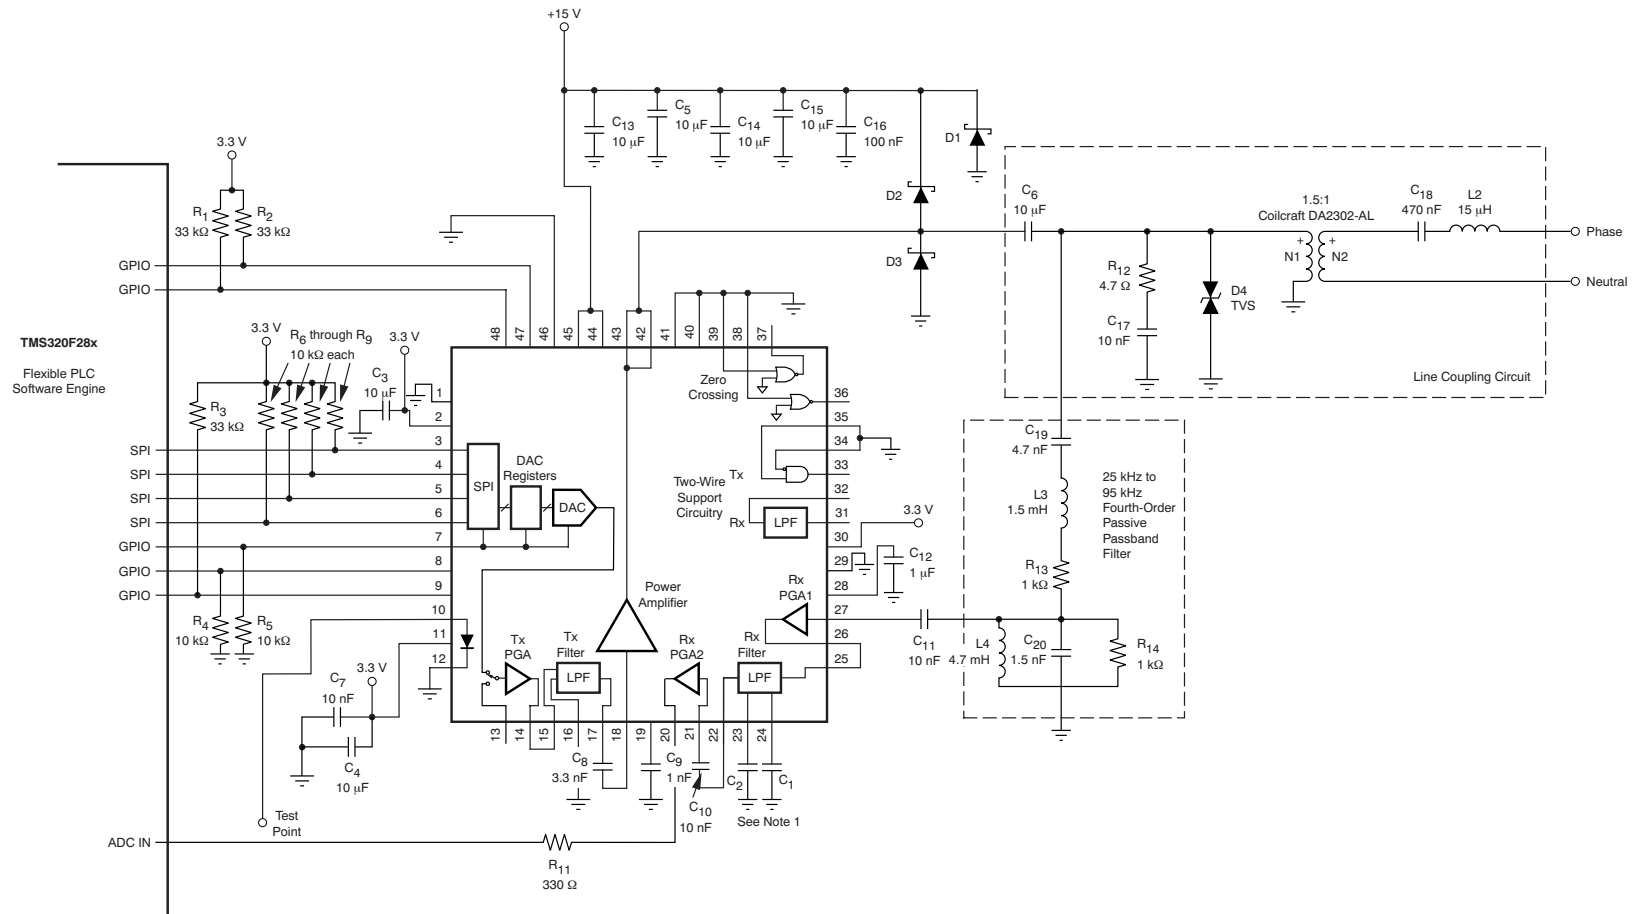 +15 V
C13
10 µF
C5
10 µF
C14
10 µF
C15
10 µF
C16
100 nF
D1
D2
D3
3.3 V
R1
33 kΩ
R2
33 kΩ
GPIO
GPIO
TMS320F28x
Flexible PLC
Software Engine
3.3 V
R6 through R9
10 kΩ each
3.3 V
C3
10 µF
R3
33 kΩ
SPI
SPI
SPI
SPI
GPIO
GPIO
GPIO
R4
10 kΩ
R5
10 kΩ
3.3 V
C7
10 nF
C4
10 µF
Test
Point
ADC IN
R11
330 Ω
48
47
46
45
44
43
42
41
40
39
38
37
1
2
3
4
5
6
7
8
9
10
11
12
13
14
15
16
17
18
19
20
21
22
23
24
36
35
34
33
32
31
30
29
28
27
26
25
SPI
DAC
Registers
DAC
Zero
Crossing
Two-Wire
Support
Circuitry
Tx
Rx
LPF
Power
Amplifier
Rx
PGA1
Tx
PGA
Tx
Filter
LPF
Rx
PGA2
Rx
Filter
LPF
C8
3.3 nF
C9
1 nF
C10
10 nF
C2
C1
See Note 1
3.3 V
C12
1 µF
C11
10 nF
C6
10 µF
R12
4.7 Ω
C17
10 nF
D4
TVS
1.5:1
Coilcraft DA2302-AL
+
N1
+
N2
C18
470 nF
L2
15 µH
Phase
Neutral
Line Coupling Circuit
C19
4.7 nF
L3
1.5 mH
R13
1 kΩ
25 kHz to
95 kHz
Fourth-Order
Passive
Passband
Filter
L4
4.7 mH
C20
1.5 nF
R14
1 kΩ